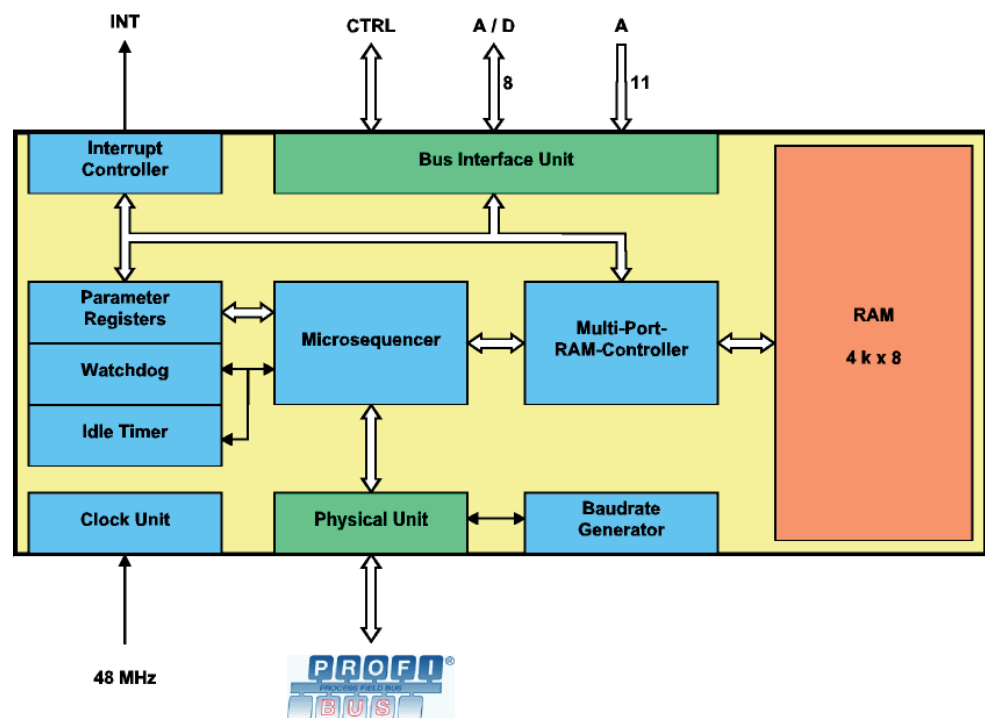 INT
CTRL
A / D
A
8
11
Interrupt
Controller
Bus Interface Unit
Parameter
Registers
Microsequencer
Multi-Port-
RAM-Controller
RAM
4 k x 8
Watchdog
Idle Timer
Clock Unit
Physical Unit
Baudrate
Generator
48 MHz
PROFI®
PROCESS FIELD BUS
BUS